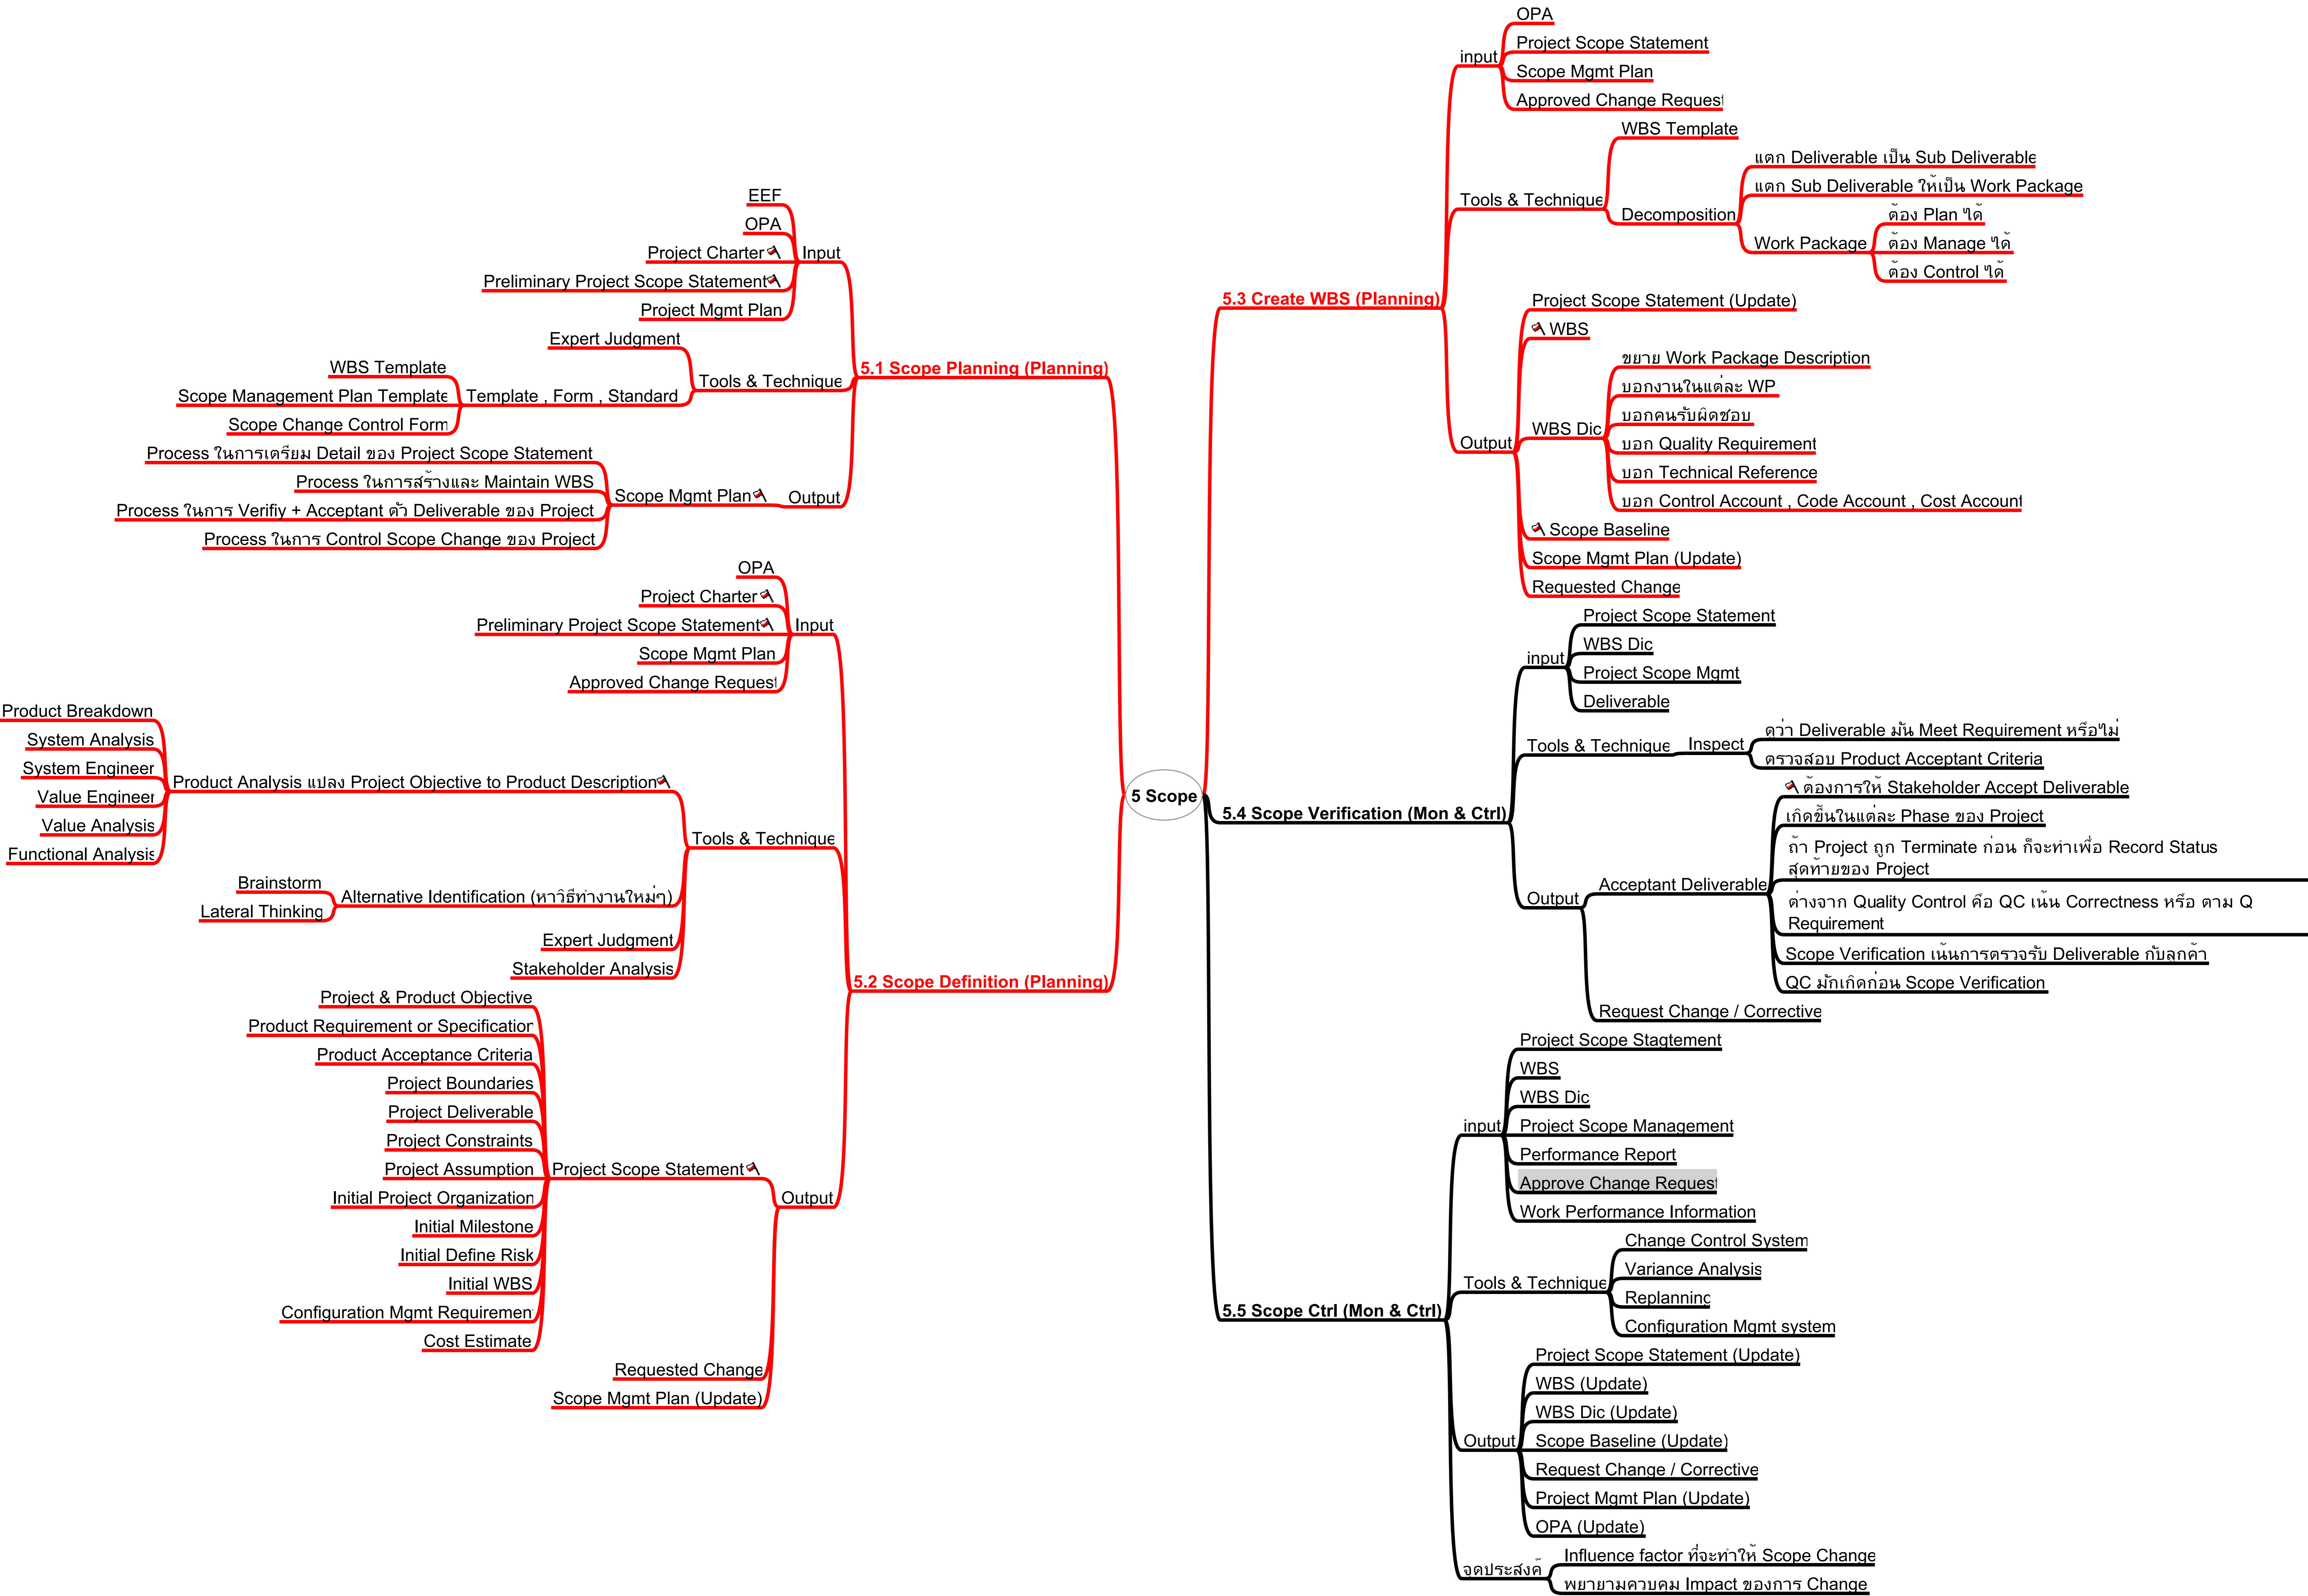 5 Scope
5.1 Scope Planning (Planning)
Input
EEF
OPA
Project Charter
Preliminary Project Scope Statement
Project Mgmt Plan
Tools & Technique
Expert Judgment
Template , Form , Standard
WBS Template
Scope Management Plan Template
Scope Change Control Form
Output
Scope Mgmt Plan
Process ในการเตรียม Detail ของ Project Scope Statement
Process ในการสร้างและ Maintain WBS
Process ในการ Verifiy + Acceptant ตัว Deliverable ของ Project
Process ในการ Control Scope Change ของ Project
5.2 Scope Definition (Planning)
Input
OPA
Project Charter
Preliminary Project Scope Statement
Scope Mgmt Plan
Approved Change Request
Tools & Technique
Product Analysis แปลง Project Objective to Product Description
Product Breakdown
System Analysis
System Engineer
Value Engineer
Value Analysis
Functional Analysis
Alternative Identification (หาวิธีทำงานใหม่ๆ)
Brainstorm
Lateral Thinking
Expert Judgment
Stakeholder Analysis
Output
Project Scope Statement
Project & Product Objective
Product Requirement or Specification
Product Acceptance Criteria
Project Boundaries
Project Deliverable
Project Constraints
Project Assumption
Initial Project Organization
Initial Milestone
Initial Define Risk
Initial WBS
Configuration Mgmt Requirement
Cost Estimate
Requested Change
Scope Mgmt Plan (Update)
5.3 Create WBS (Planning)
input
OPA
Project Scope Statement
Scope Mgmt Plan
Approved Change Request
Tools & Technique
WBS Template
Decomposition
แตก Deliverable เป็น Sub Deliverable
แตก Sub Deliverable ให้เป็น Work Package
Work Package
ต้อง Plan ได้
ต้อง Manage ได้
ต้อง Control ได้
Output
Project Scope Statement (Update)
WBS
WBS Dic
ขยาย Work Package Description
บอกงานในแต่ละ WP
บอกคนรับผิดชอบ
บอก Quality Requirement
บอก Technical Reference
บอก Control Account , Code Account , Cost Account
Scope Baseline
Scope Mgmt Plan (Update)
Requested Change
5.4 Scope Verification (Mon & Ctrl)
input
Project Scope Statement
WBS Dic
Project Scope Mgmt
Deliverable
Tools & Technique
Inspect
ดูว่า Deliverable มัน Meet Requirement หรือไม่
ตรวจสอบ Product Acceptant Criteria
Output
Acceptant Deliverable
ต้องการให้ Stakeholder Accept Deliverable
เกิดขึ้นในแต่ละ Phase ของ Project
ถ้า Project ถูก Terminate ก่อน ก็จะทำเพื่อ Record Status
สุดท้ายของ Project
ต่างจาก Quality Control คือ QC เน้น Correctness หรือ ตาม Q
Requirement
Scope Verification เน้นการตรวจรับ Deliverable กับลูกค้า
QC มักเกิดก่อน Scope Verification
Request Change / Corrective
5.5 Scope Ctrl (Mon & Ctrl)
input
Project Scope Stagtement
WBS
WBS Dic
Project Scope Management
Performance Report
Approve Change Request
Work Performance Information
Tools & Technique
Change Control System
Variance Analysis
Replanning
Configuration Mgmt system
Output
Project Scope Statement (Update)
WBS (Update)
WBS Dic (Update)
Scope Baseline (Update)
Request Change / Corrective
Project Mgmt Plan (Update)
OPA (Update)
จุดประสงค์
Influence factor ที่จะทำให้ Scope Change
พยายามควบคุม Impact ของการ Change